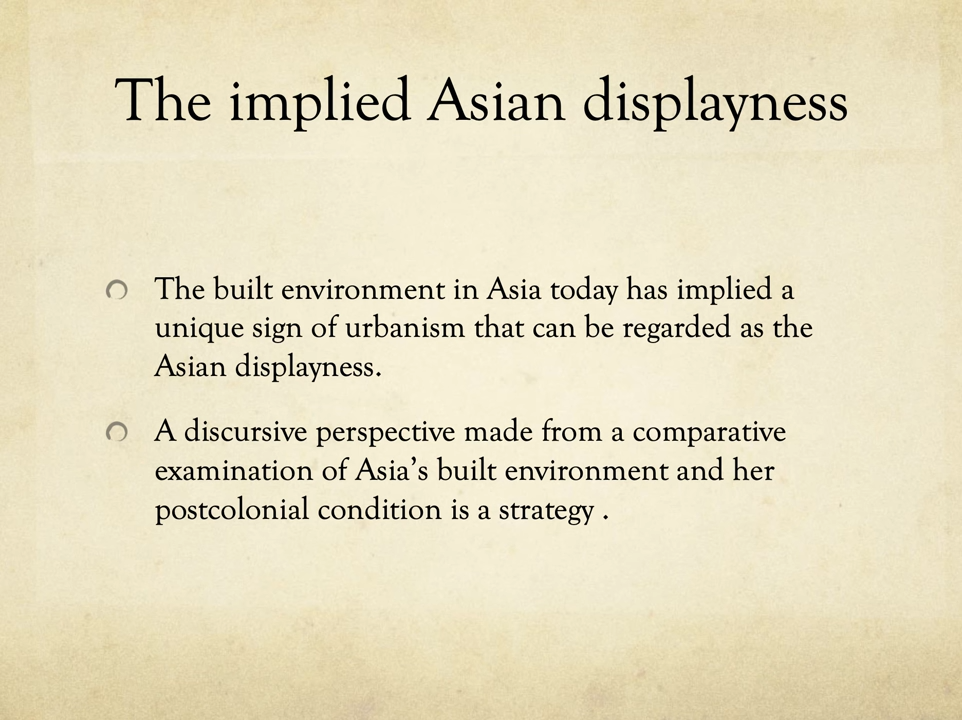 The implied Asian displayness
The built environment in Asia today has implied a
unique sign of urbanism that can be regarded as the
Asian displayness.
A discursive perspective made from a comparative
examination of Asia’s built environment and her
postcolonial condition is a strategy .